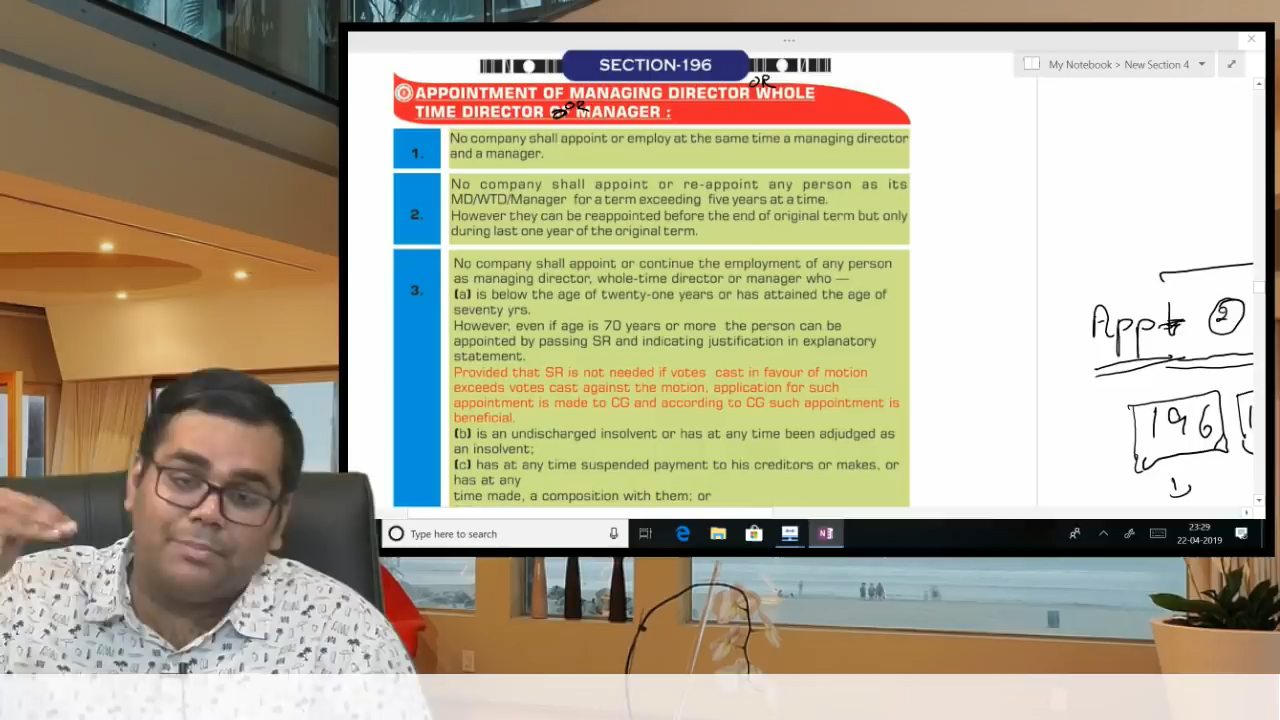 ...
SECTION-196
My Notebook > New Section 4
OR
APPOINTMENT OF MANAGING DIRECTOR WHOLE
TIME DIRECTOR OR MANAGER :
1.
No company shall appoint or employ at the same time a managing director
and a manager.
2.
No company shall appoint or re-appoint any person as its
MD/WTD/Manager for a term exceeding five years at a time.
However they can be reappointed before the end of original term but only
during last one year of the original term.
3.
No company shall appoint or continue the employment of any person
as managing director, whole-time director or manager who —
(a) is below the age of twenty-one years or has attained the age of
seventy yrs.
However, even if age is 70 years or more the person can be
appointed by passing SR and indicating justification in explanatory
statement.
Provided that SR is not needed if votes cast in favour of motion
exceeds votes cast against the motion, application for such
appointment is made to CG and according to CG such appointment is
beneficial.
(b) is an undischarged insolvent or has at any time been adjudged as
an insolvent;
(c) has at any time suspended payment to his creditors or makes, or
has at any
time made, a composition with them; or
Appt 2
196
Type here to search
23:29
22-04-2019